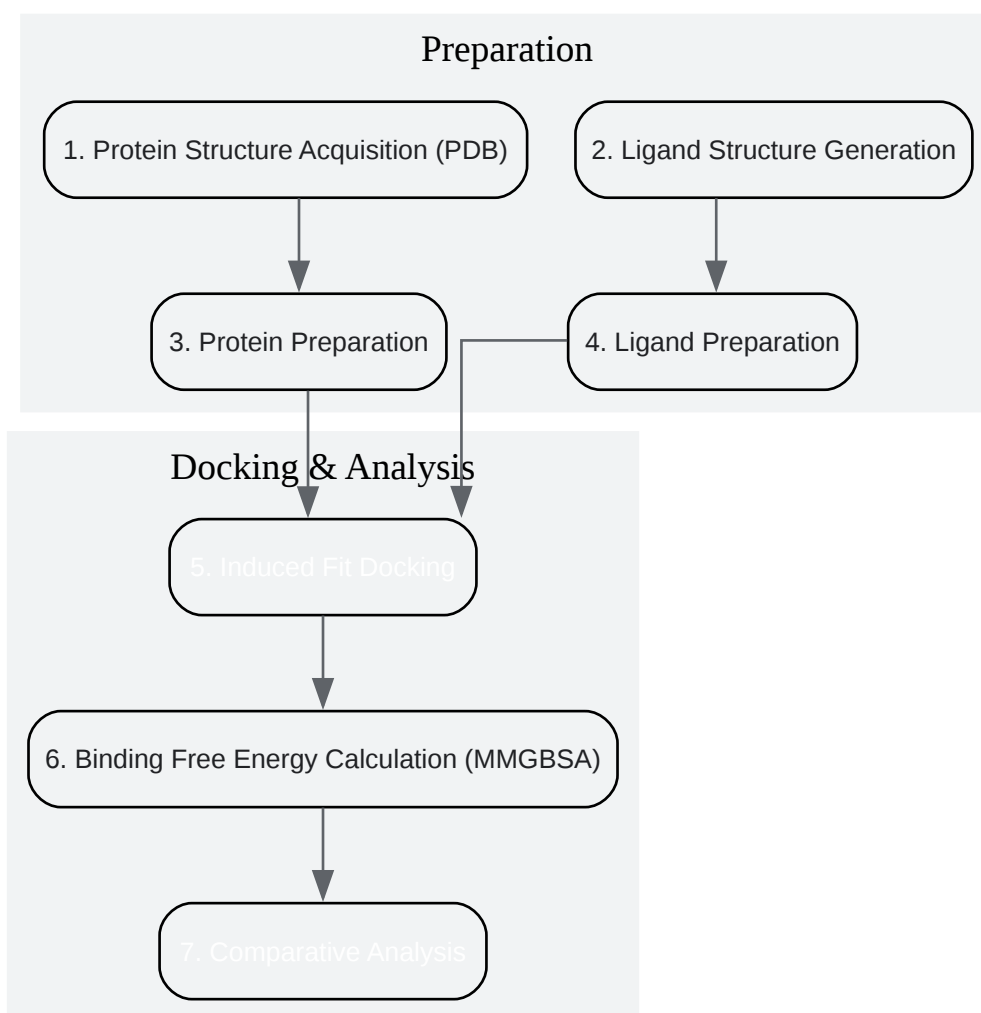 Preparation
1. Protein Structure Acquisition (PDB)
2. Ligand Structure Generation
3. Protein Preparation
4. Ligand Preparation
Docking & Analysis
5. Induced Fit Docking
6. Binding Free Energy Calculation (MMGBSA)
7. Comparative Analysis